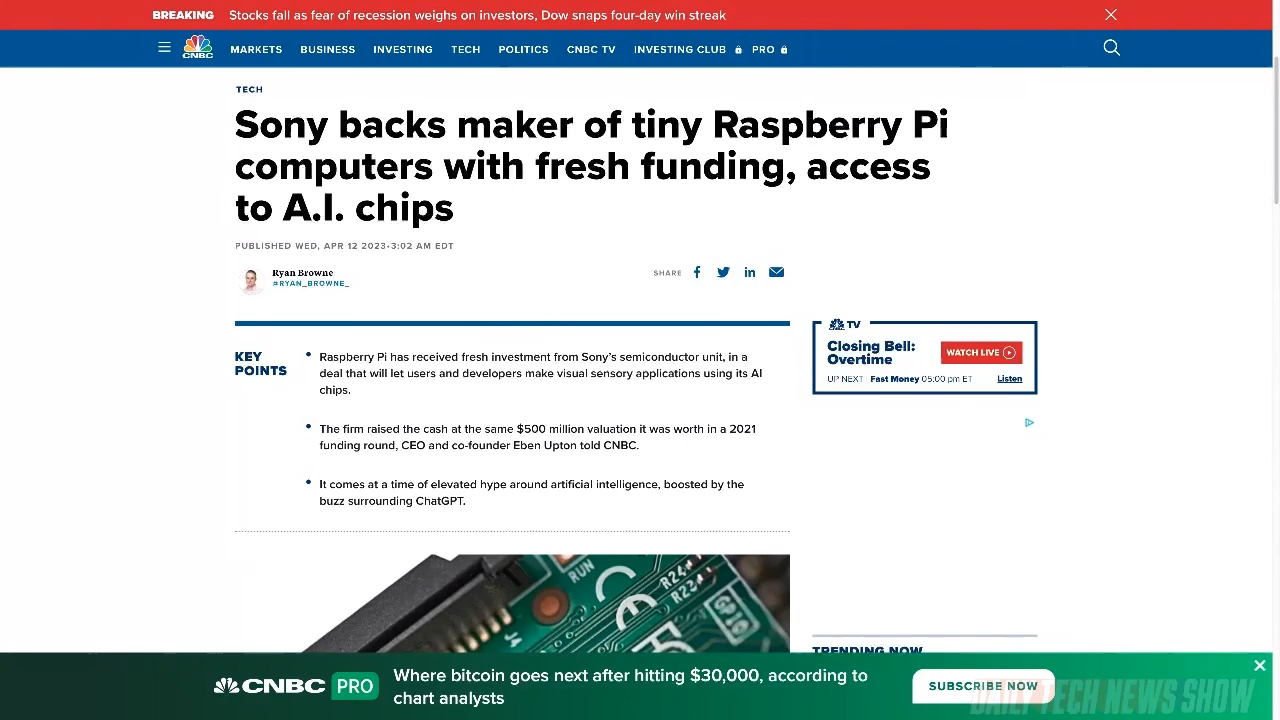 BREAKING Stocks fall as fear of recession weighs on investors, Dow snaps four-day win streak
CNBC MARKETS BUSINESS INVESTING TECH POLITICS CNBC TV INVESTING CLUB PRO
TECH
Sony backs maker of tiny Raspberry Pi
computers with fresh funding, access
to A.I. chips
PUBLISHED WED, APR 12 2023•3:02 AM EDT
Ryan Browne
#RYAN_BROWNE_
SHARE
KEY
POINTS
• Raspberry Pi has received fresh investment from Sony's semiconductor unit, in a
deal that will let users and developers make visual sensory applications using its AI
chips.
• The firm raised the cash at the same $500 million valuation it was worth in a 2021
funding round, CEO and co-founder Eben Upton told CNBC.
• It comes at a time of elevated hype around artificial intelligence, boosted by the
buzz surrounding ChatGPT.
TV
Closing Bell:
Overtime
WATCH LIVE
UP NEXT | Fast Money 05:00 pm ET Listen
RUN
R24
R23
J4
TRENDING NOW
CNBC PRO
Where bitcoin goes next after hitting $30,000, according to
chart analysts
SUBSCRIBE NOW
DAILY TECH NEWS SHOW